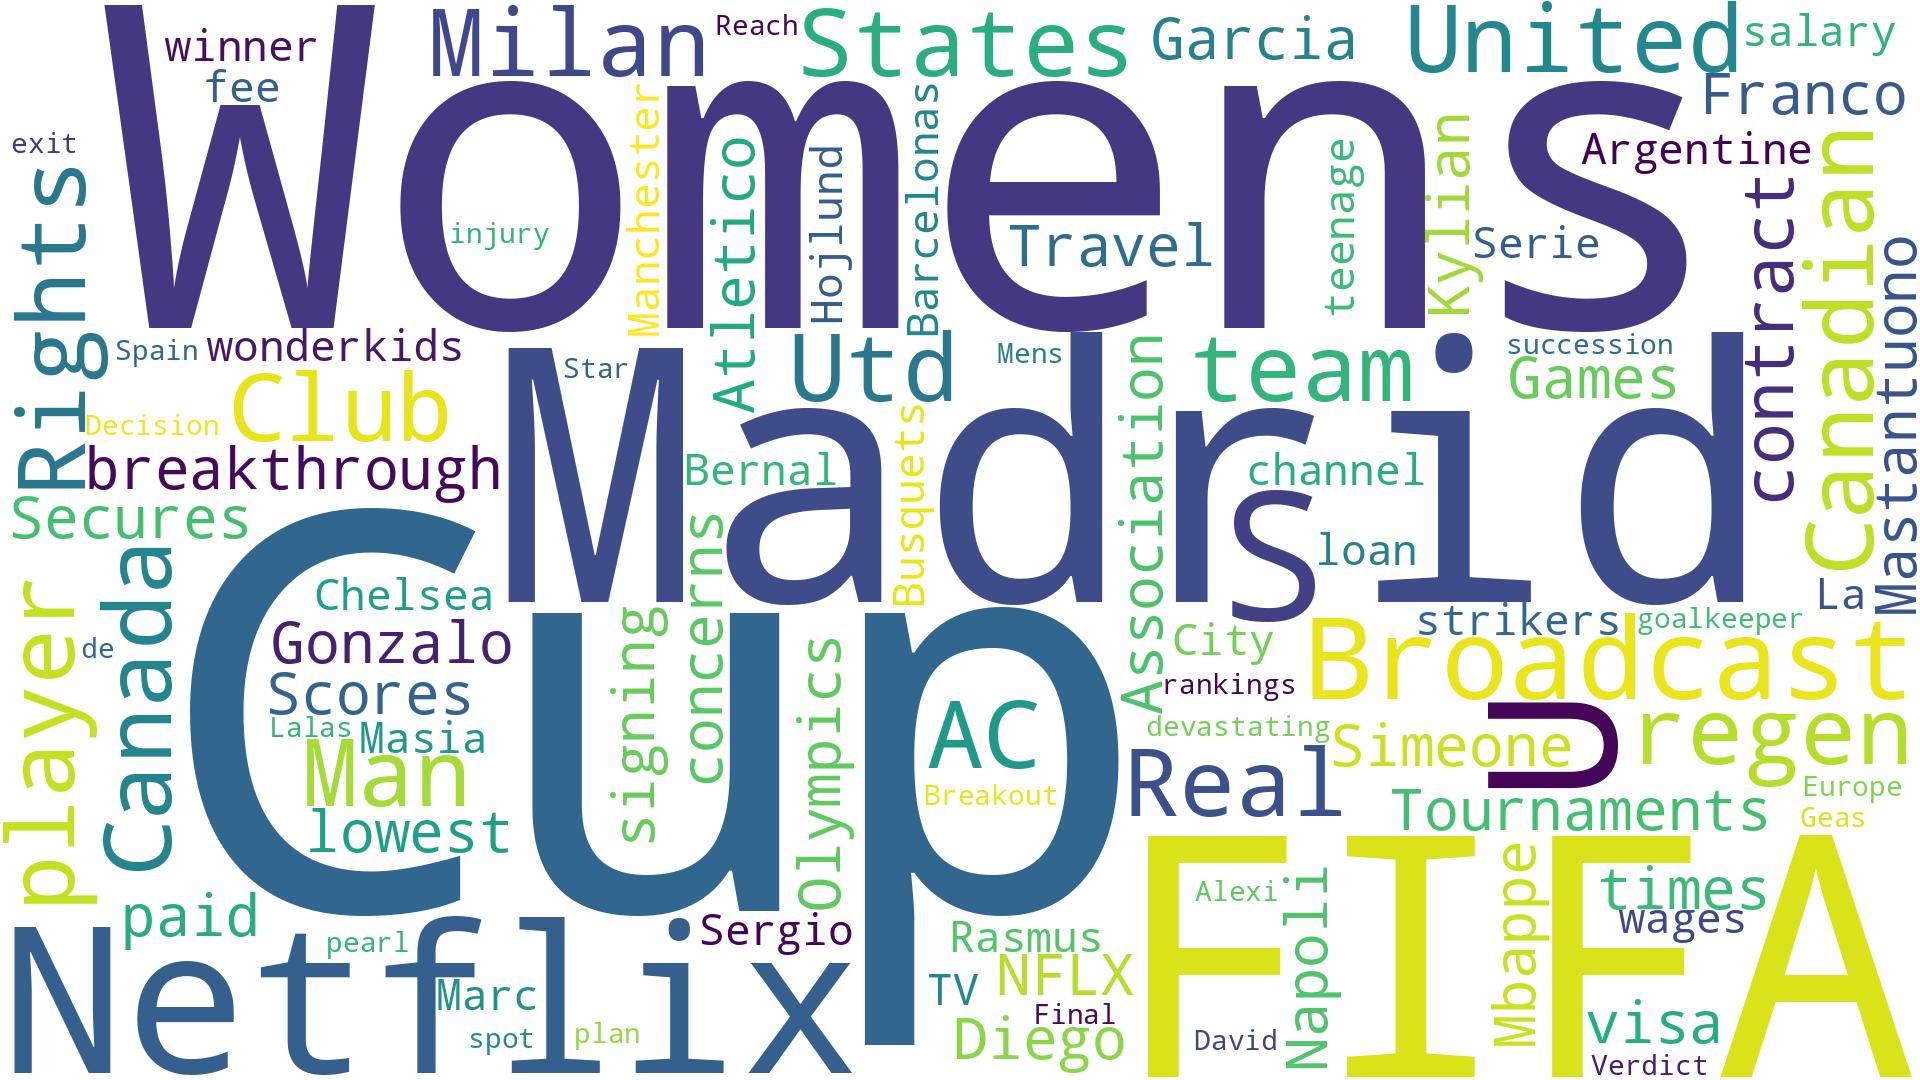 Womens
Madrid
Cup
FIFA
Netflix
winner
fee
Milan
Reach
States
Garcia
United
salary
Franco
exit
Argentine
Rights
injury
Manchester
Atletico
Hojlund
Barcelonas
Travel
teenage
Kylian
Serie
contract
Canadian
Mastantuono
Spain
wonderkids
Star
Utd
Mens
Association
team
succession
Games
Decision
Club
breakthrough
Bernal
Busquets
channel
S
loan
La
Secures
Canada
player
de
Chelsea
Gonzalo
Scores
Lalas
Masia
Man
lowest
signing
concerns
Olympics
AC
Breakout
City
rankings
devastating
strikers
goalkeeper
Broadcast
Simeone
U
regen
Real
Tournaments
Europe
Geas
paid
pearl
Marc
spot
plan
Sergio
Rasmus
TV
NFLX
Final
Diego
Alexi
David
Napoli
Mbappe
times
wages
visa
Verdict